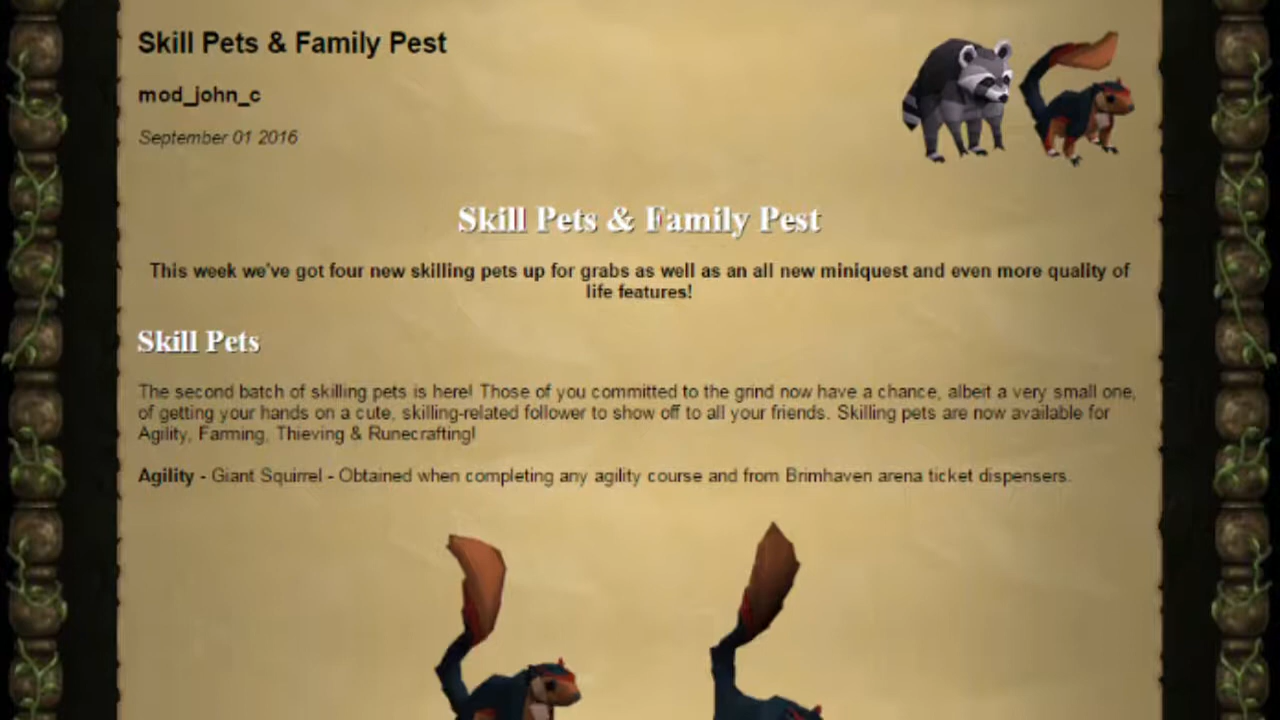 Skill Pets & Family Pest
mod_john_c
September 01 2016
Skill Pets & Family Pest
This week we've got four new skilling pets up for grabs as well as an all new miniquest and even more quality of
life features!
Skill Pets
The second batch of skilling pets is here! Those of you committed to the grind now have a chance, albeit a very small one,
of getting your hands on a cute, skilling-related follower to show off to all your friends. Skilling pets are now available for
Agility, Farming, Thieving & Runecrafting!
Agility - Giant Squirrel - Obtained when completing any agility course and from Brimhaven arena ticket dispensers.